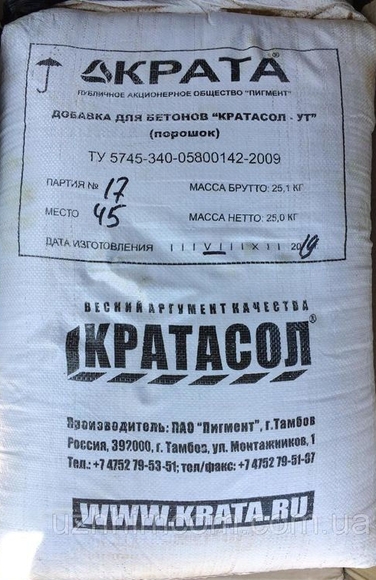 КРАТА®
ПУБЛИЧНОЕ АКЦИОНЕРНОЕ ОБЩЕСТВО "ПИГМЕНТ"
ДОБАВКА ДЛЯ БЕТОНОВ "КРАТАСОЛ - УТ"
(порошок)
ТУ 5745-340-05800142-2009
ПАРТИЯ № 17 МАССА БРУТТО: 25,1 КГ
МЕСТО 45 МАССА НЕТТО: 25,0 КГ
ДАТА ИЗГОТОВЛЕНИЯ 2019
ВЕСКИЙ АРГУМЕНТ КАЧЕСТВА
КРАТАСОЛ®
Производитель: ПАО "Пигмент", г.Тамбов
Россия, 392000, г. Тамбов, ул. Монтажников, 1
Тел.: +7 4752 79-53-51; тел/факс: +7 4752 79-51-37
WWW.KRATA.RU